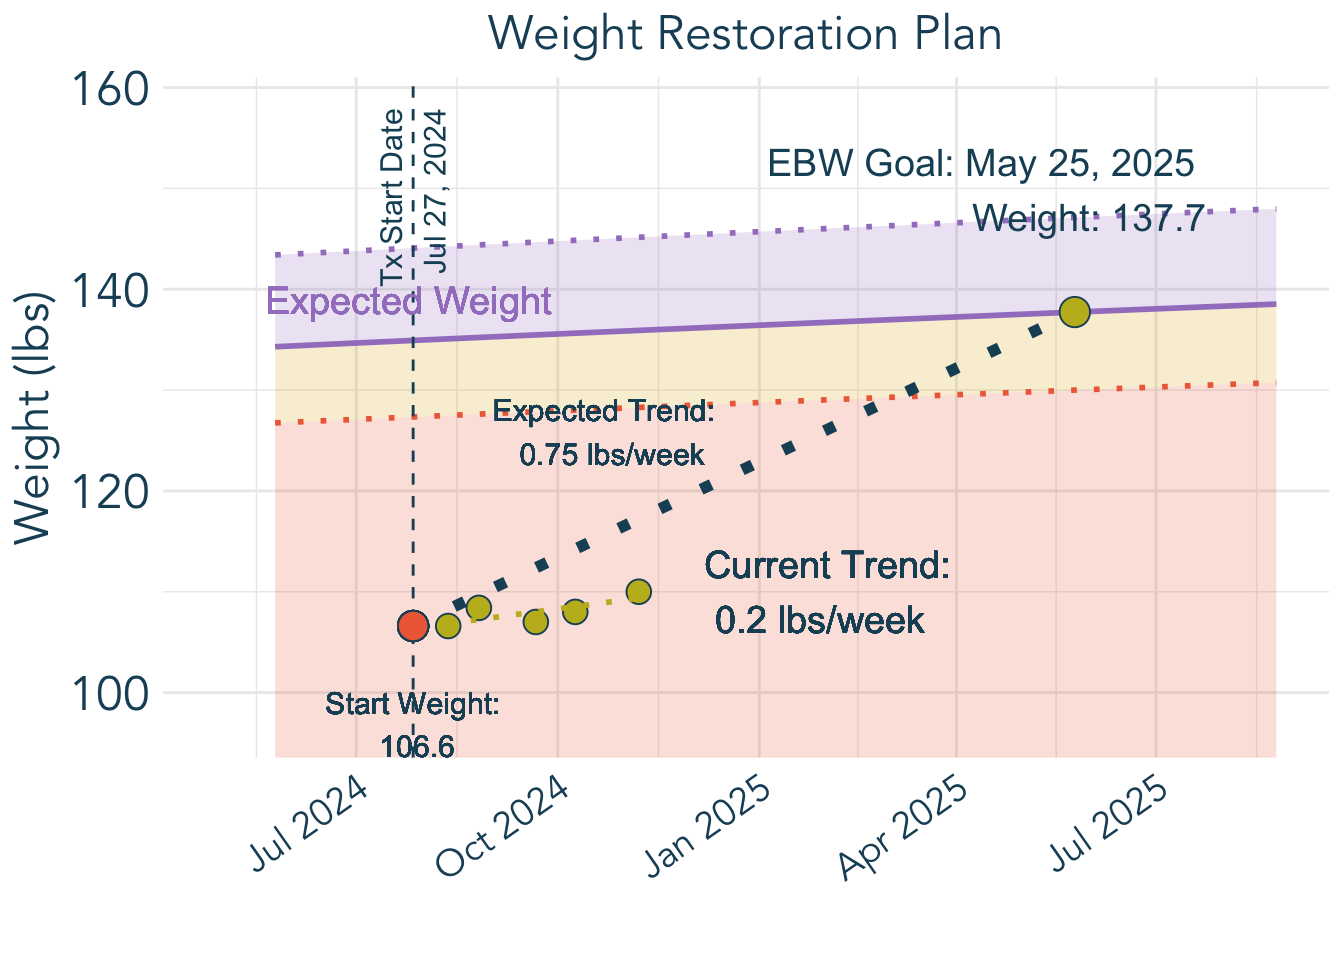 Weight Restoration Plan
Weight (lbs)
160
140
120
100
Tx Start Date
Jul 27, 2024
EBW Goal: May 25, 2025
Weight: 137.7
Expected Weight
Expected Trend:
0.75 lbs/week
Current Trend:
0.2 lbs/week
Start Weight:
106.6
Jul 2024
Oct 2024
Jan 2025
Apr 2025
Jul 2025